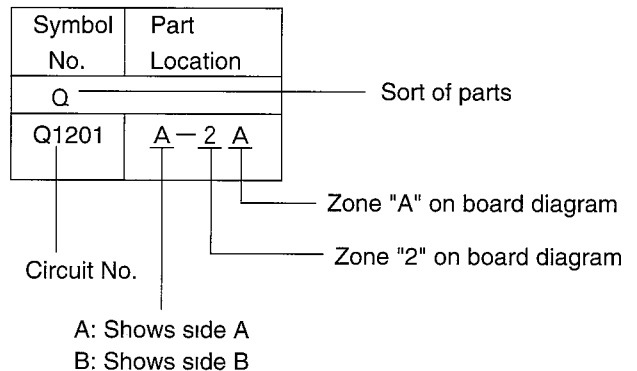 Symbol No.
Part Location
Q
Sort of parts
Q1201
A-2 A
Zone "A" on board diagram
Zone "2" on board diagram
Circuit No.
A: Shows side A
B: Shows side B